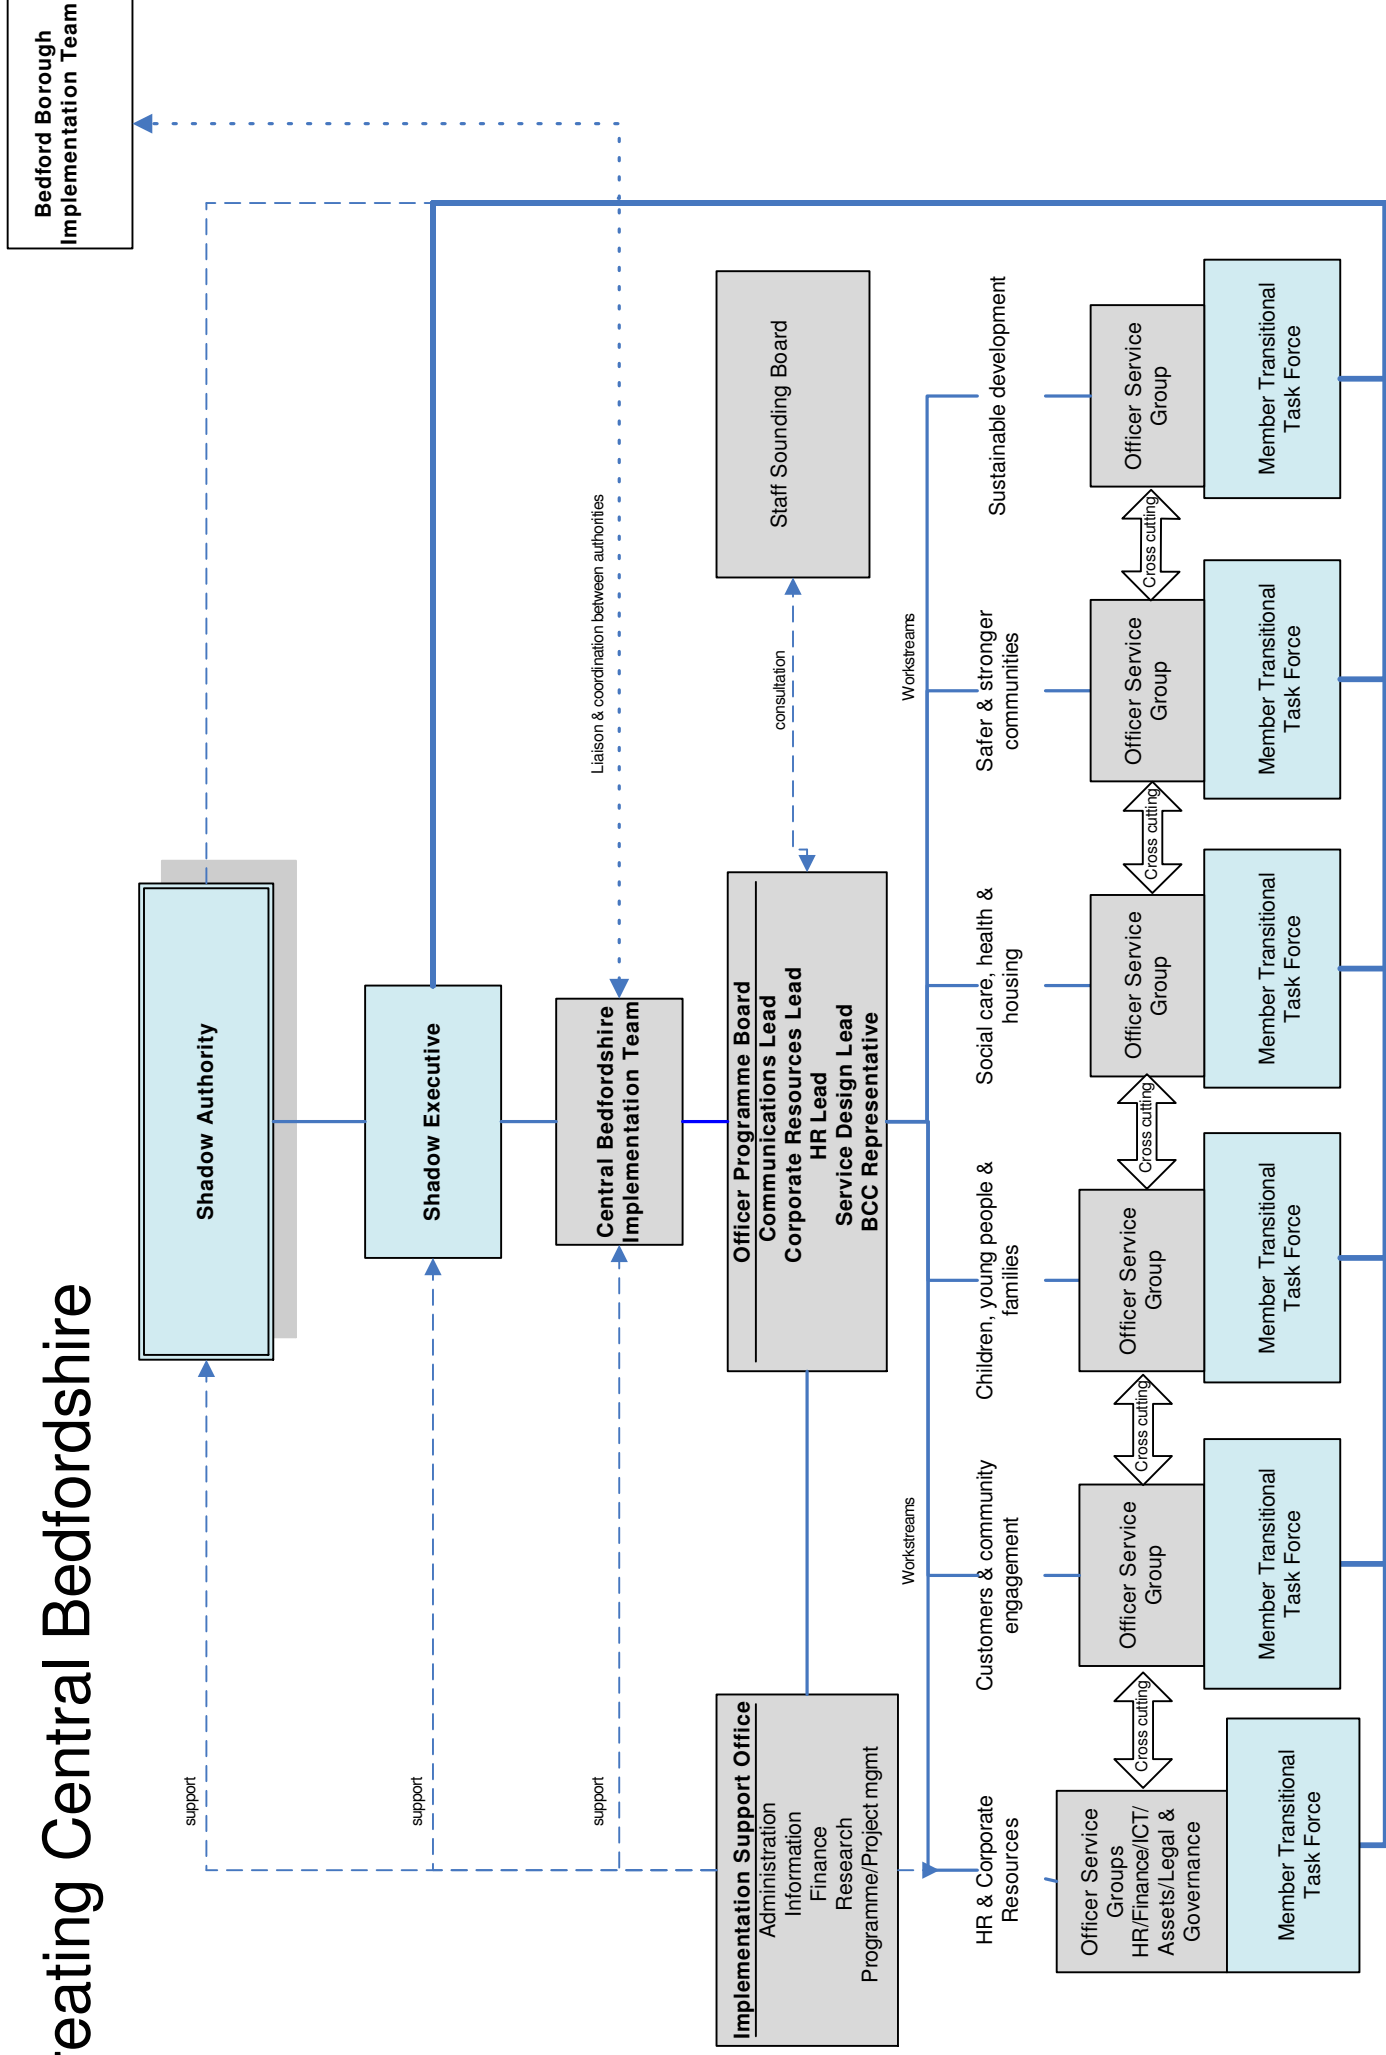 reating Central Bedfordshire
Bedford Borough
Implementation Team
Shadow Authority
support
Shadow Executive
support
Central Bedfordshire
Implementation Team
support
Liaison & coordination between authorities
Implementation Support Office
Administration
Information
Finance
Research
Programme/Project mgmt
Officer Programme Board
Communications Lead
Corporate Resources Lead
HR Lead
Service Design Lead
BCC Representative
consultation
Staff Sounding Board
Workstreams
Workstreams
HR & Corporate
Resources
Customers & community
engagement
Children, young people &
families
Social care, health &
housing
Safer & stronger
communities
Sustainable development
Officer Service
Groups
HR/Finance/ICT/
Assets/Legal &
Governance
Cross cutting
Officer Service
Group
Cross cutting
Officer Service
Group
Cross cutting
Officer Service
Group
Cross cutting
Officer Service
Group
Cross cutting
Officer Service
Group
Member Transitional
Task Force
Member Transitional
Task Force
Member Transitional
Task Force
Member Transitional
Task Force
Member Transitional
Task Force
Member Transitional
Task Force